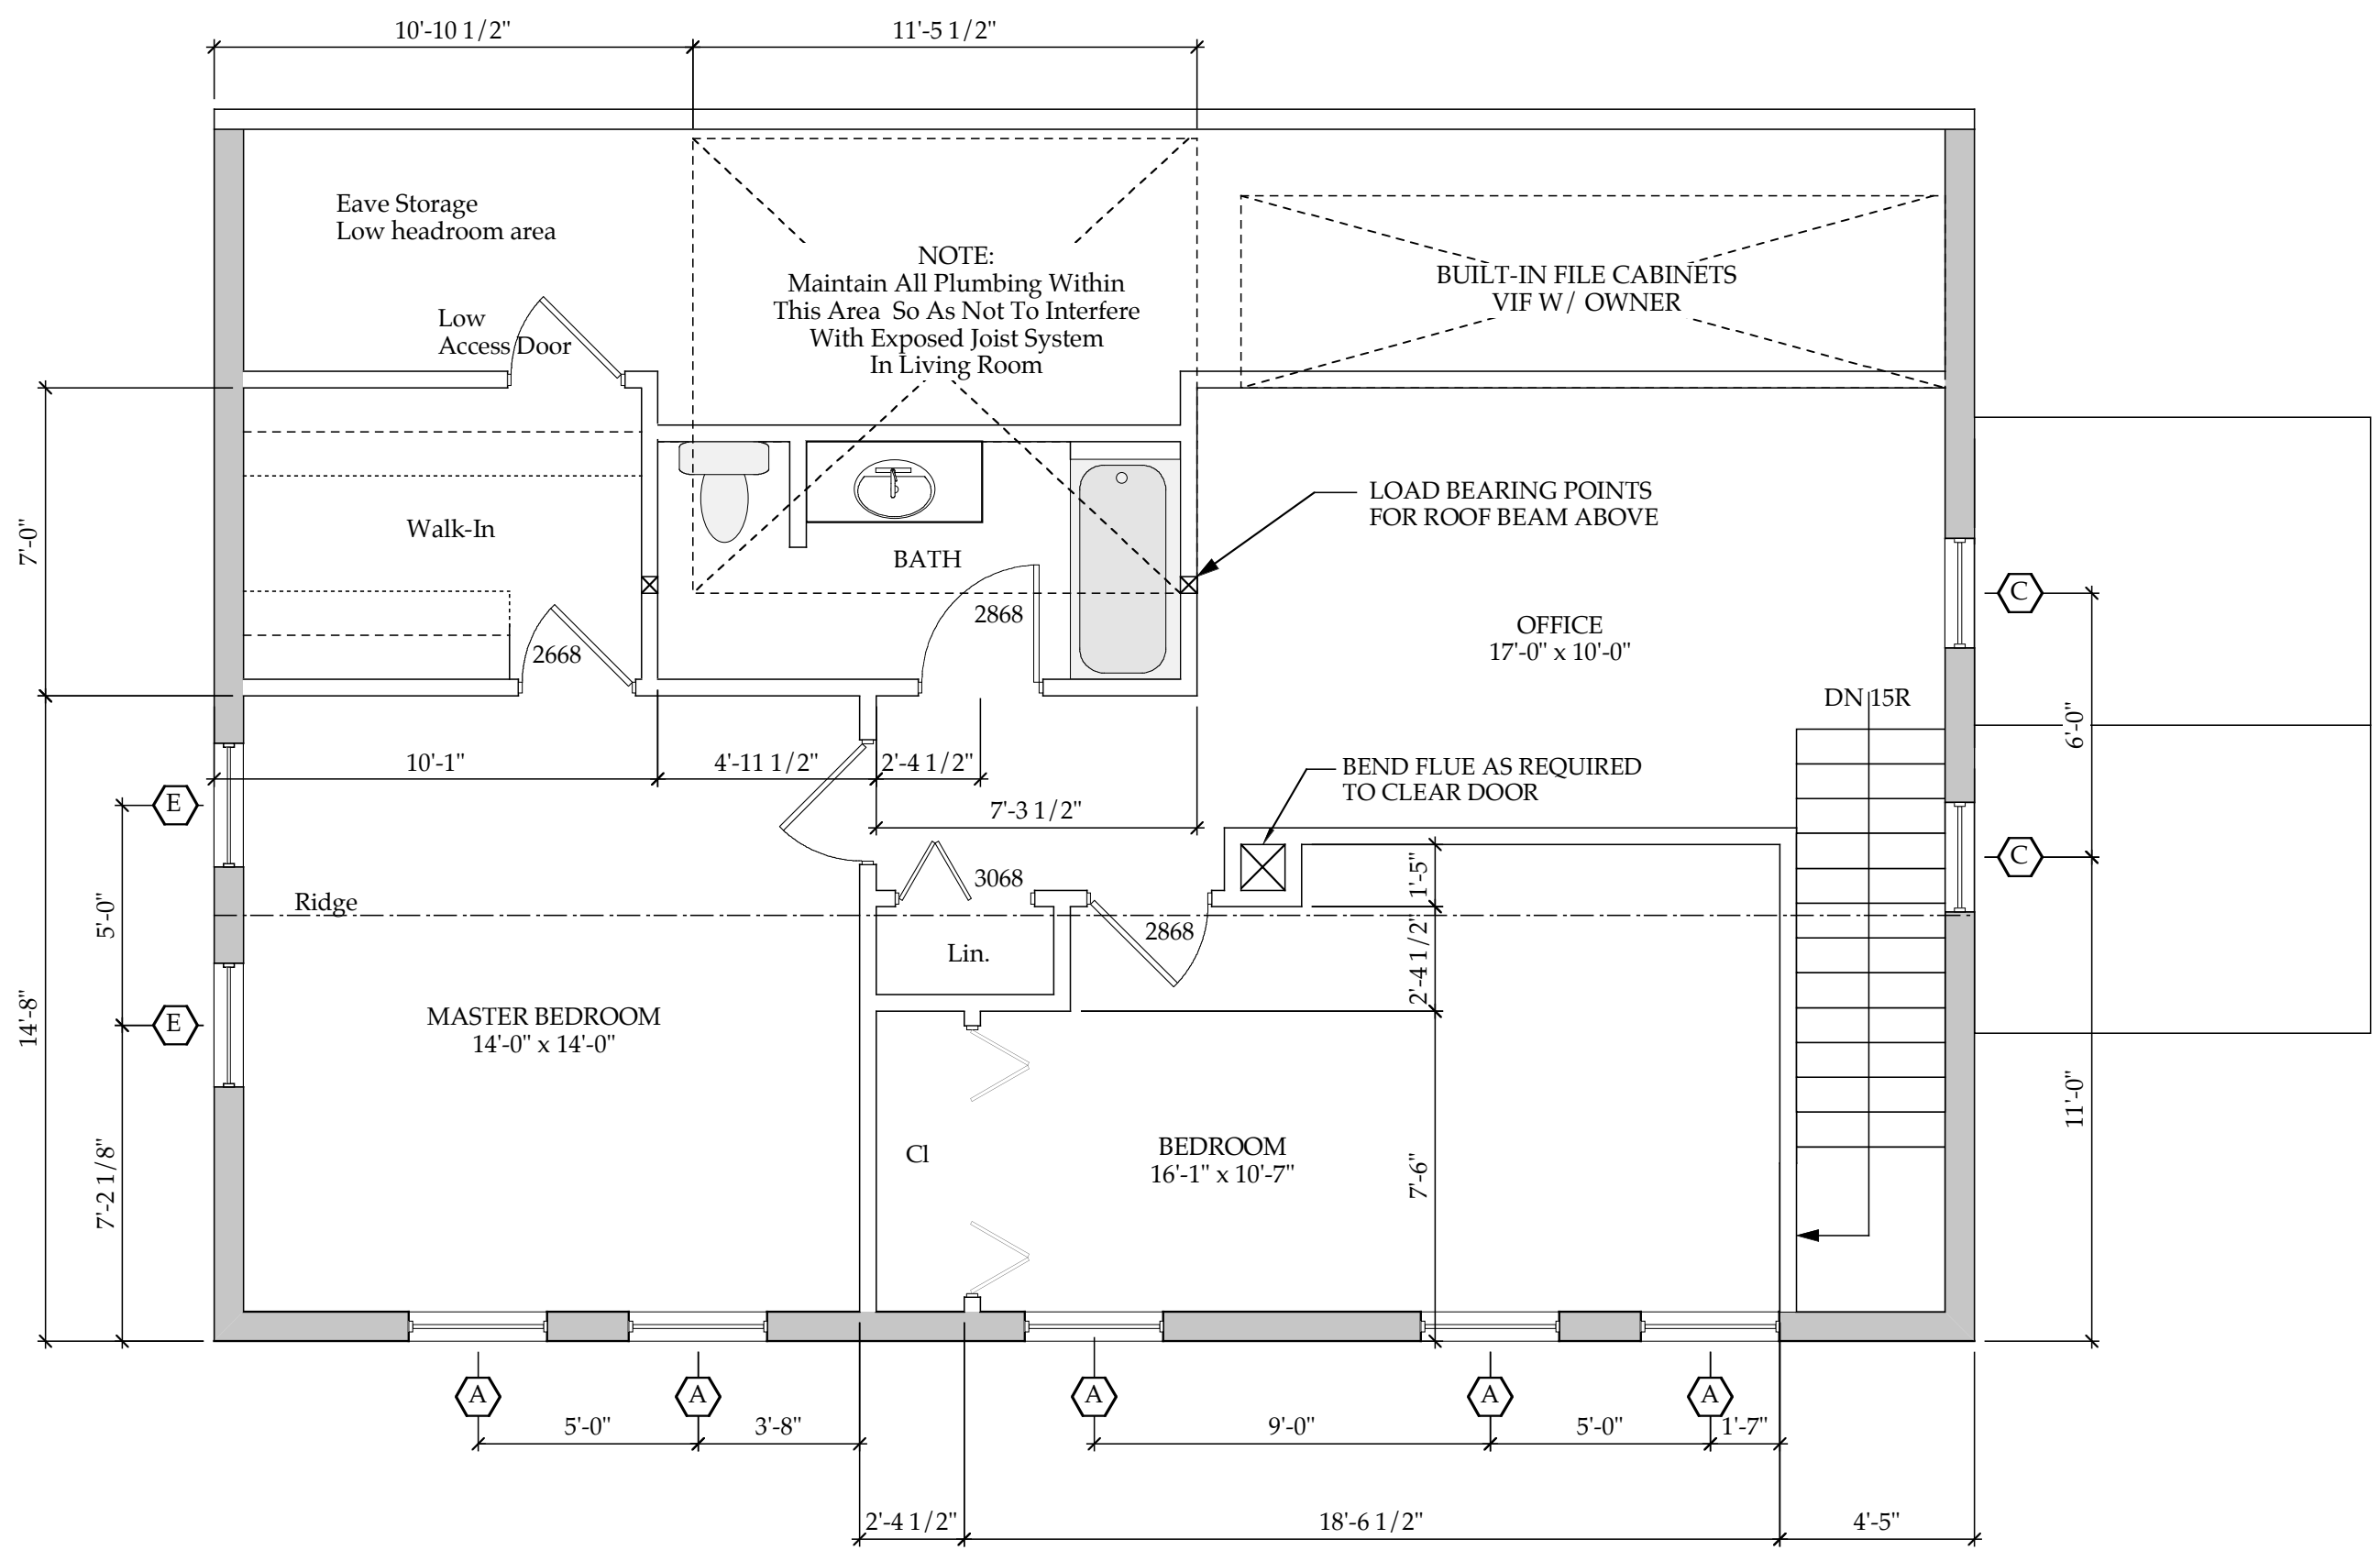 10'-10 1/2"
11'-5 1/2"
Eave Storage
Low headroom area
NOTE:
Maintain All Plumbing Within
This Area So As Not To Interfere
With Exposed Joist System
In Living Room
BUILT-IN FILE CABINETS
VIF W/ OWNER
Low
Access Door
7'-0"
Walk-In
BATH
LOAD BEARING POINTS
FOR ROOF BEAM ABOVE
C
2868
2668
OFFICE
17'-0" x 10'-0"
DN 15R
6'-0"
10'-1"
4'-11 1/2"
2'-4 1/2"
BEND FLUE AS REQUIRED
TO CLEAR DOOR
E
7'-3 1/2"
C
5'-0"
Ridge
3068
1'-5"
2868
Lin.
2'-4 1/2"
14'-8"
E
MASTER BEDROOM
14'-0" x 14'-0"
11'-0"
7'-2 1/8"
Cl
BEDROOM
16'-1" x 10'-7"
7'-6"
A
A
A
A
A
5'-0"
3'-8"
9'-0"
5'-0"
1'-7"
2'-4 1/2"
18'-6 1/2"
4'-5"